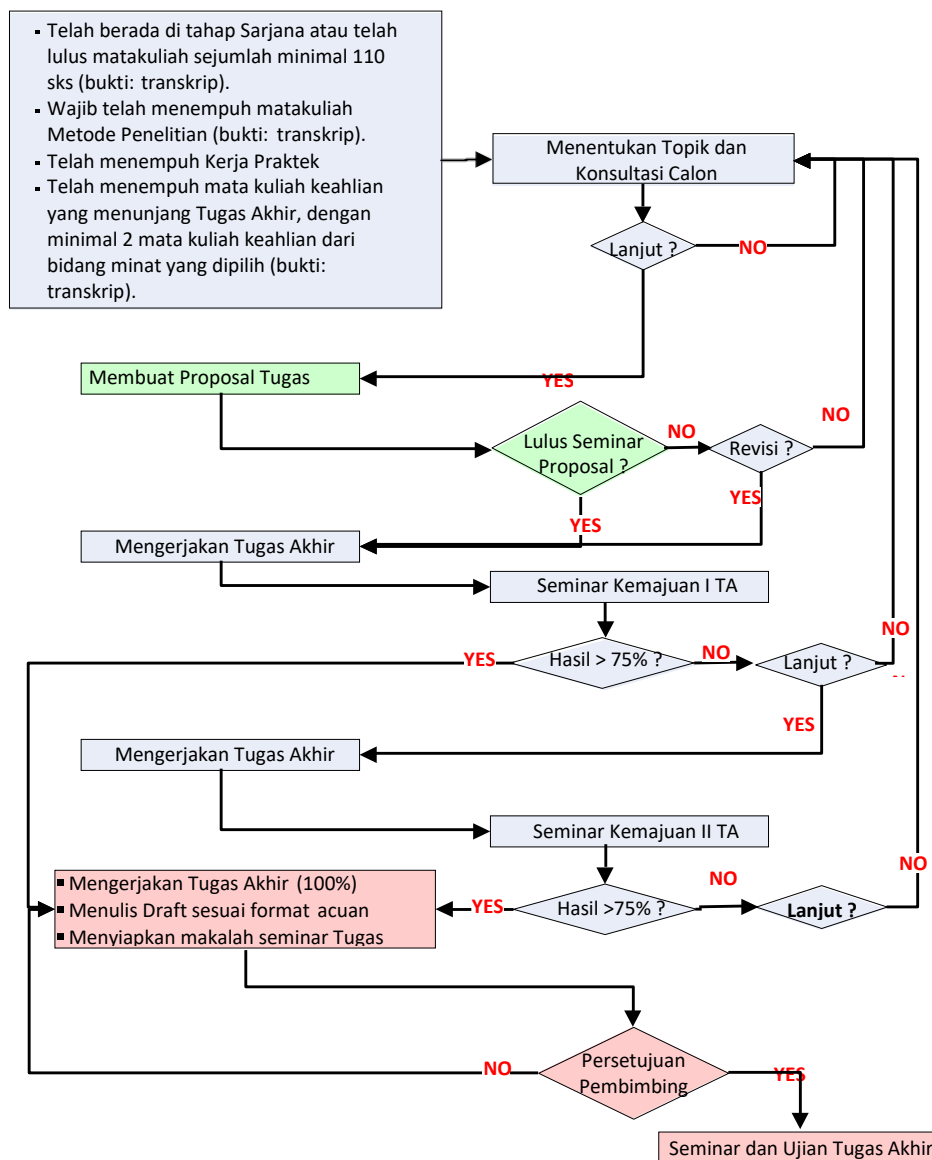 ▪ Telah berada di tahap Sarjana atau telah
lulus matakuliah sejumlah minimal 110
sks (bukti: transkrip).
▪ Wajib telah menempuh matakuliah
Metode Penelitian (bukti: transkrip).
▪ Telah menempuh Kerja Praktek
▪ Telah menempuh mata kuliah keahlian
yang menunjang Tugas Akhir, dengan
minimal 2 mata kuliah keahlian dari
bidang minat yang dipilih (bukti:
transkrip).
Menentukan Topik dan
Konsultasi Calon
Lanjut ?
NO
YES
Membuat Proposal Tugas
Lulus Seminar
Proposal ?
NO
Revisi ?
NO
YES
YES
Mengerjakan Tugas Akhir
Seminar Kemajuan I TA
Hasil > 75% ?
YES
NO
Lanjut ?
NO
YES
Mengerjakan Tugas Akhir
Seminar Kemajuan II TA
Hasil >75% ?
YES
NO
Lanjut ?
NO
▪ Mengerjakan Tugas Akhir (100%)
▪ Menulis Draft sesuai format acuan
▪ Menyiapkan makalah seminar Tugas
Persetujuan
Pembimbing
NO
YES
Seminar dan Ujian Tugas Akhir